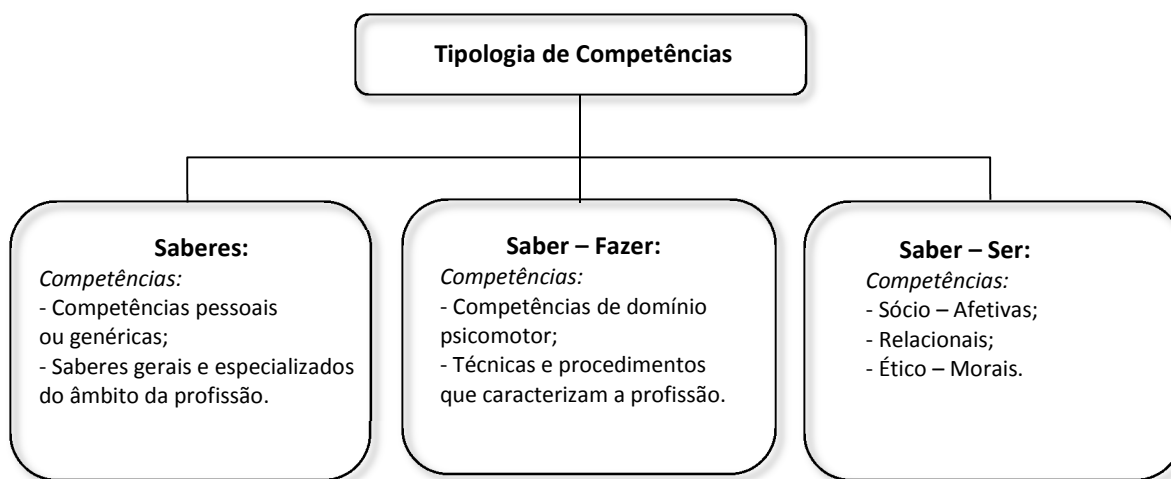 Tipologia de Competências
Saberes:
Competências:
- Competências pessoais
ou genéricas;
- Saberes gerais e especializados
do âmbito da profissão.
Saber – Fazer:
Competências:
- Competências de domínio
psicomotor;
- Técnicas e procedimentos
que caracterizam a profissão.
Saber – Ser:
Competências:
- Sócio – Afetivas;
- Relacionais;
- Ético – Morais.